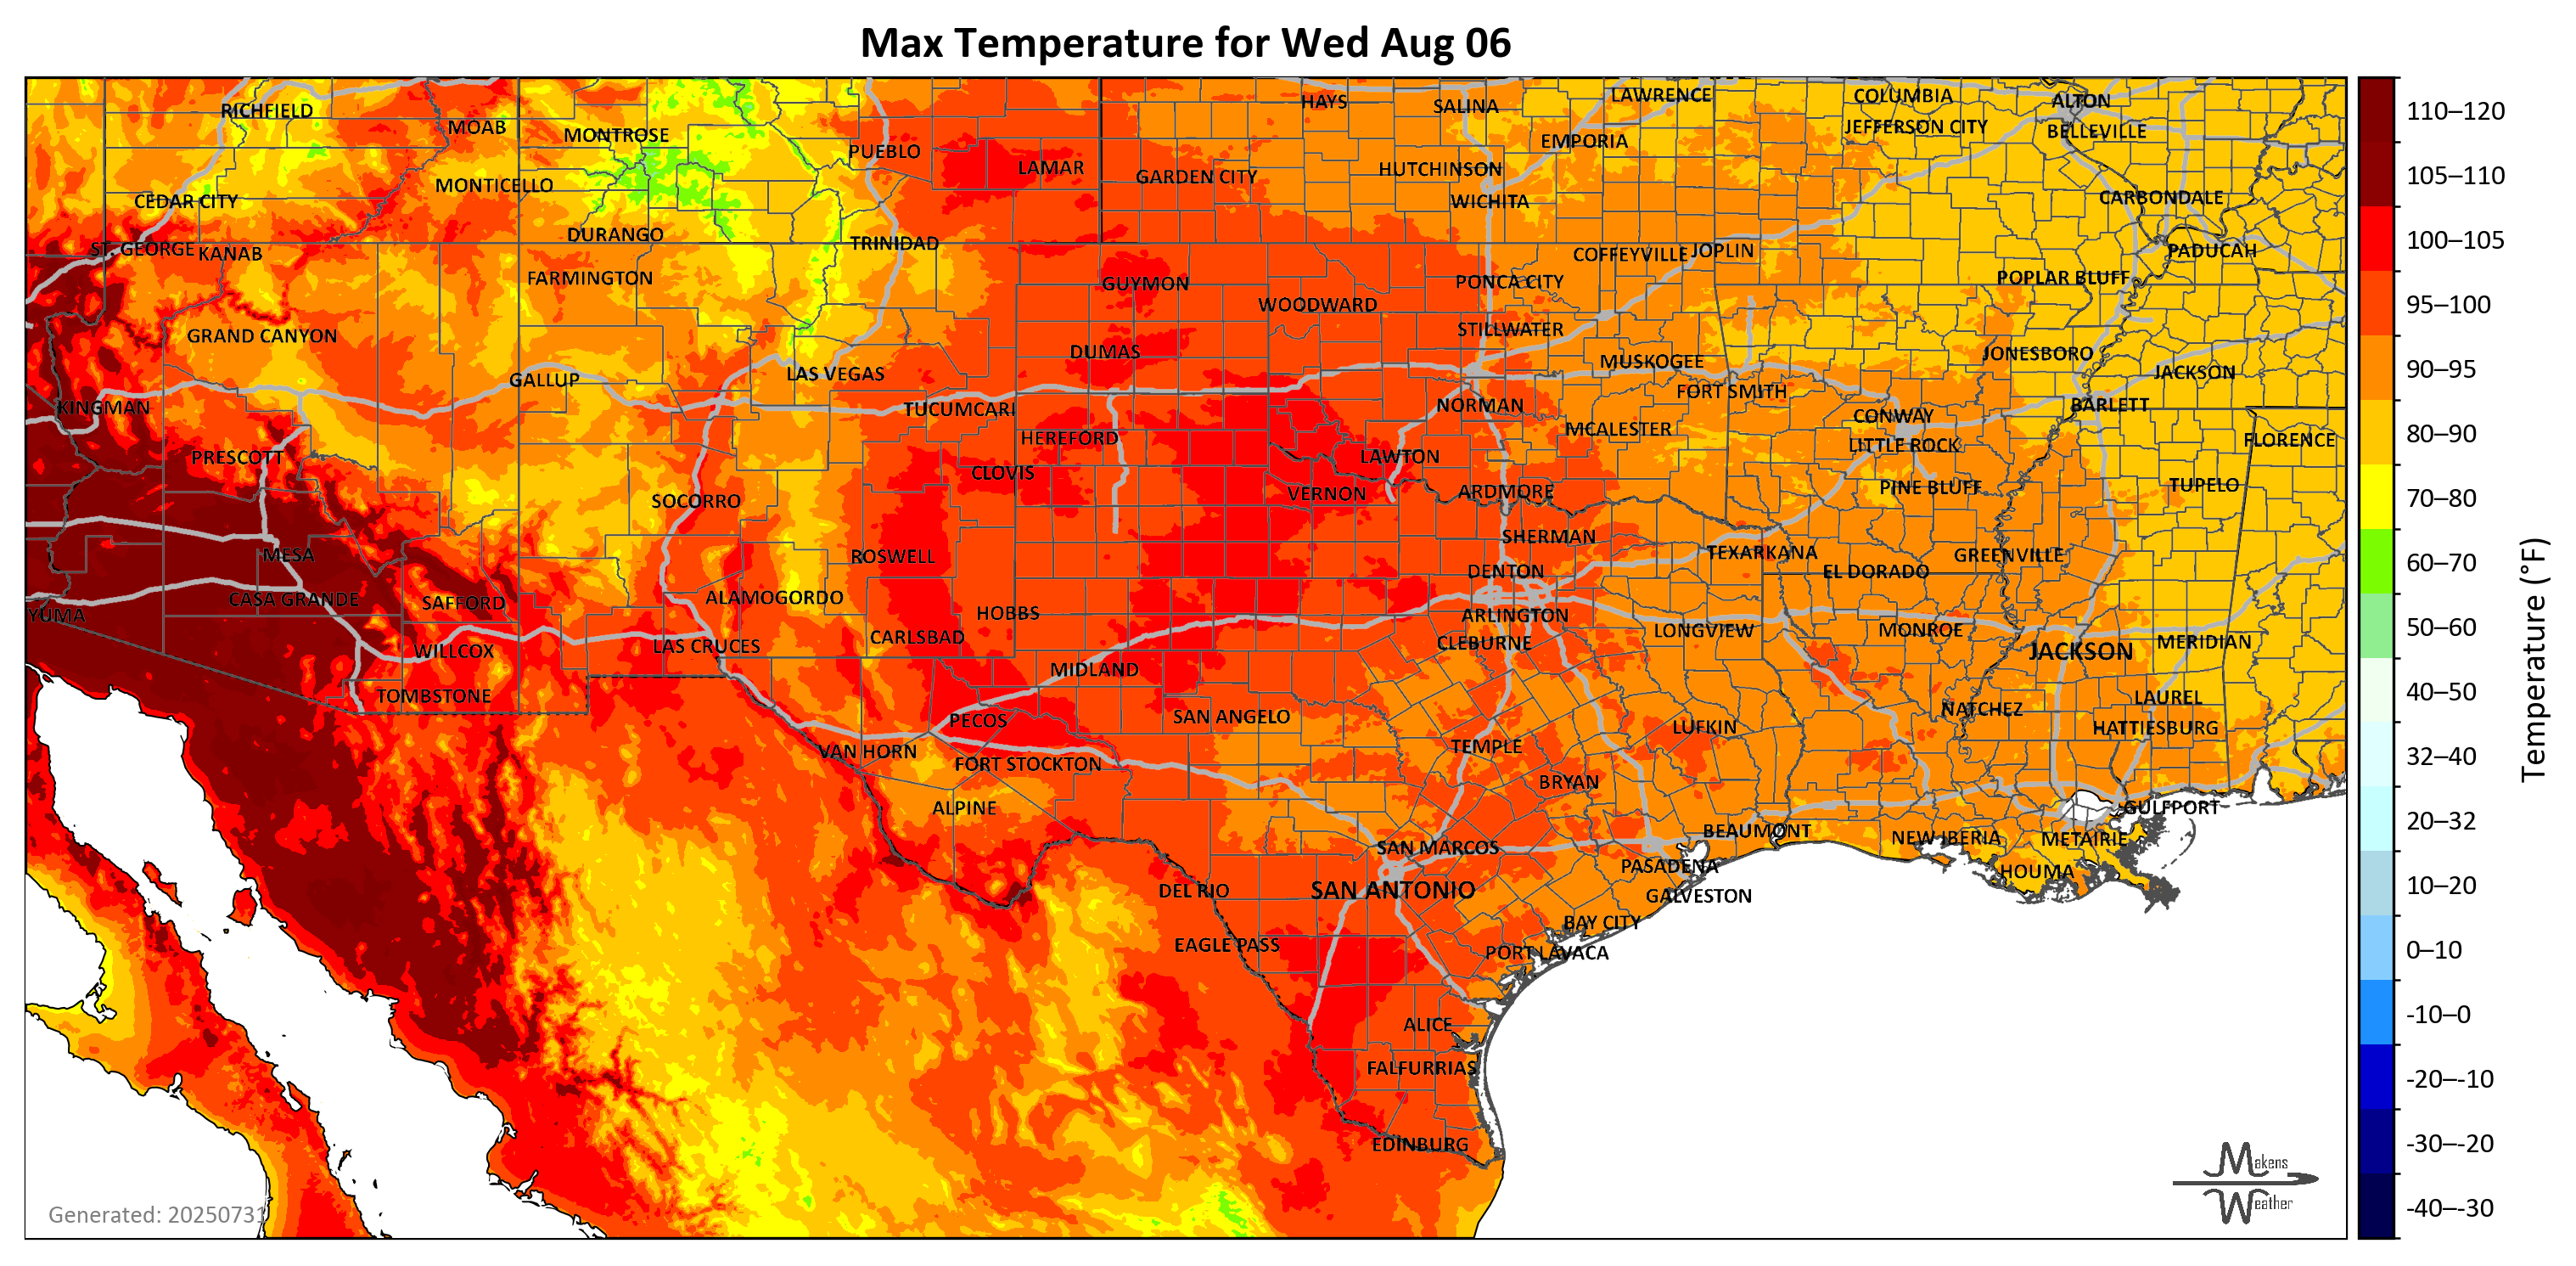 Max Temperature for Wed Aug 06
RICHFIELD
MOAB
MONTROSE
PUEBLO
LAMAR
HAYS
SALINA
LAWRENCE
COLUMBIA
ALTON
GARDEN CITY
HUTCHINSON
EMPORIA
JEFFERSON CITY
BELLEVILLE
CEDAR CITY
MONTICELLO
WICHITA
CARBONDALE
ST. GEORGE
KANAB
DURANGO
TRINIDAD
COFFEYVILLE
JOPLIN
PADUCAH
FARMINGTON
GUYMON
WOODWARD
PONCA CITY
POPLAR BLUFF
GRAND CANYON
DUMAS
STILLWATER
MUSKOGEE
JONESBORO
JACKSON
GALLUP
LAS VEGAS
FORT SMITH
KINGMAN
TUCUMCARI
NORMAN
CONWAY
BARLETT
PRESCOTT
HEREFORD
MCALESTER
LITTLE ROCK
FLORENCE
CLOVIS
LAWTON
SOCORRO
VERNON
ARDMORE
PINE BLUFF
TUPELO
MESA
ROSWELL
SHERMAN
TEXARKANA
GREENVILLE
DENTON
EL DORADO
YUMA
CASA GRANDE
SAFFORD
ALAMOGORDO
HOBBS
ARLINGTON
WILLCOX
LAS CRUCES
CARLSBAD
CLEBURNE
LONGVIEW
MONROE
JACKSON
MERIDIAN
TOMBSTONE
MIDLAND
LAUREL
PECOS
SAN ANGELO
LUFKIN
NATCHEZ
HATTIESBURG
VAN HORN
FORT STOCKTON
TEMPLE
BRYAN
ALPINE
GULFPORT
SAN MARCOS
BEAUMONT
NEW IBERIA
METAIRIE
DEL RIO
SAN ANTONIO
PASADENA
HOUMA
GALVESTON
EAGLE PASS
BAY CITY
PORT LAVACA
ALICE
FALFURRIAS
EDINBURG
Generated: 20250731
Makens
Weather
110–120
105–110
100–105
95–100
90–95
80–90
70–80
60–70
50–60
40–50
32–40
20–32
10–20
0–10
-10–0
-20–-10
-30–-20
-40–-30
Temperature (°F)